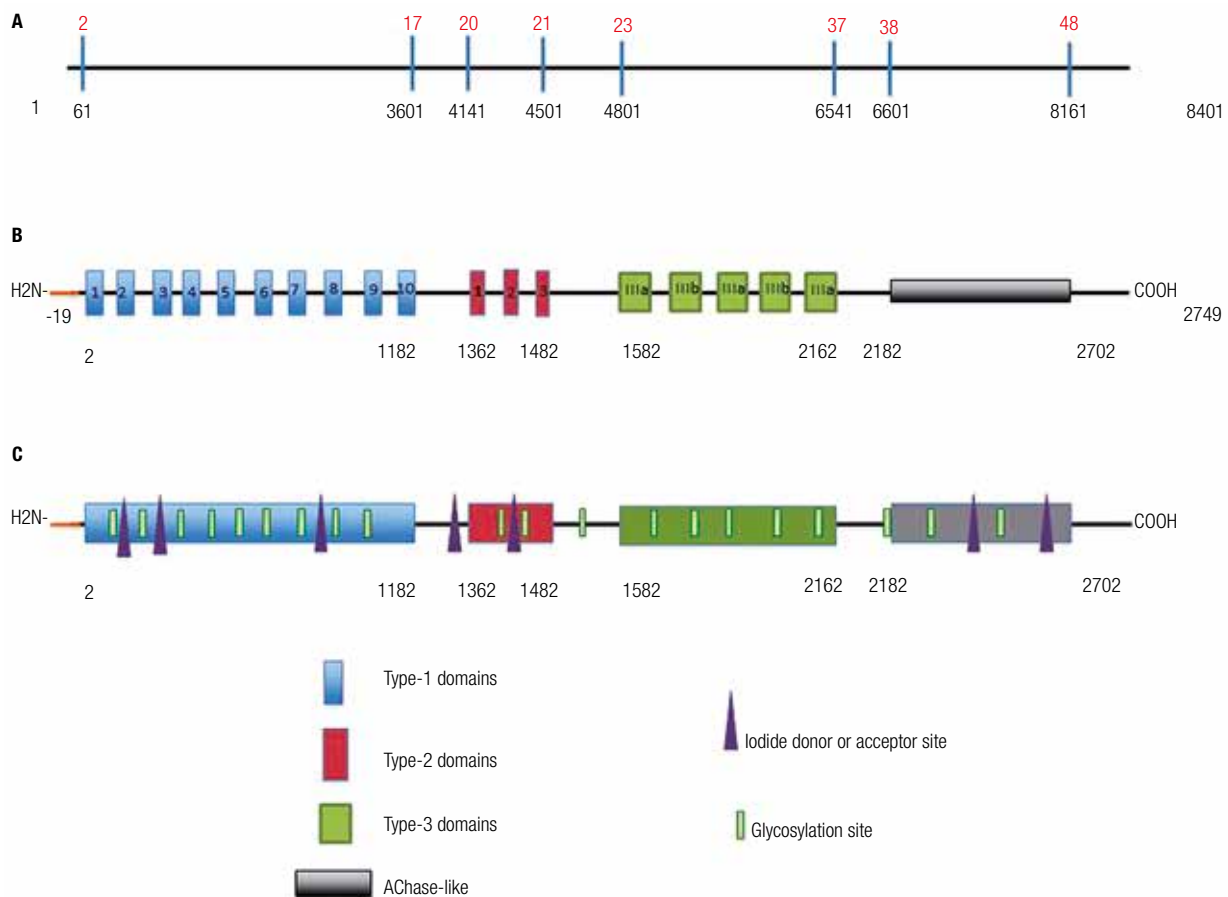 A
2 17 20 21 23 37 38 48
1 61 3601 4141 4501 4801 6541 6601 8161 8401
B
H2N- 1 2 3 4 5 6 7 8 9 10 1 2 3 IIIa IIIb IIIa IIIb IIIa COOH
-19 2749
2 1182 1362 1482 1582 2162 2182 2702
C
H2N- COOH
2 1182 1362 1482 1582 2162 2182 2702
Type-1 domains
Type-2 domains
Type-3 domains
AChase-like
Iodide donor or acceptor site
Glycosylation site